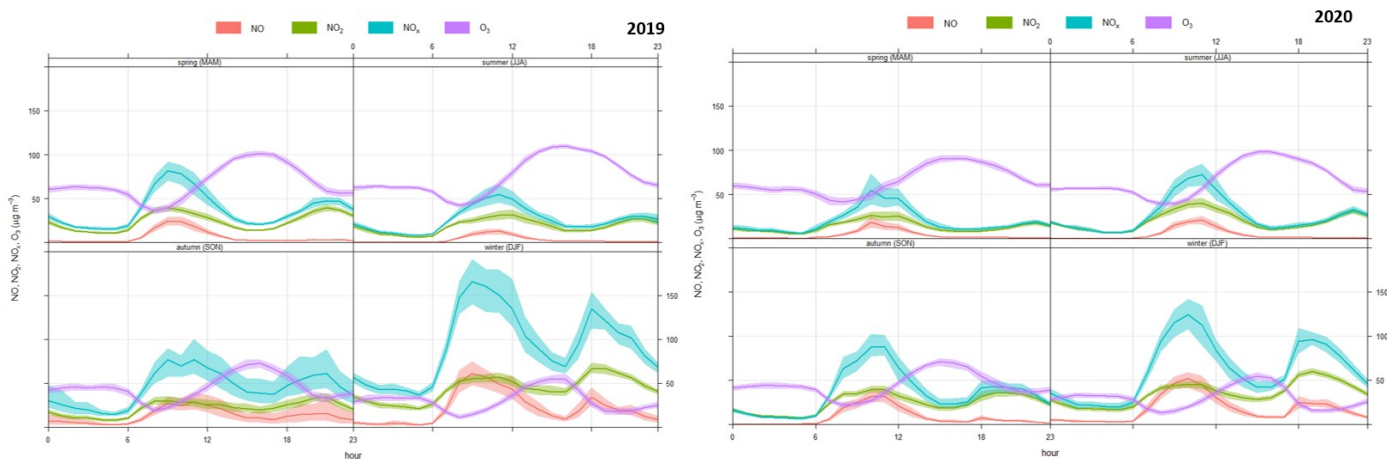 NO NO2 NOx O3 2019
0 6 12 18 23
spring (MAM) summer (JJA)
150
100
50
autumn (SON) winter (DJF)
150
100
50
0 6 12 18 23
hour
NO, NO2, NOx, O3 (μg m−3)
NO NO2 NOx O3 2020
0 6 12 18 23
spring (MAM) summer (JJA)
150
100
50
autumn (SON) winter (DJF)
150
100
50
0 6 12 18 23
hour
NO, NO2, NOx, O3 (μg m−3)